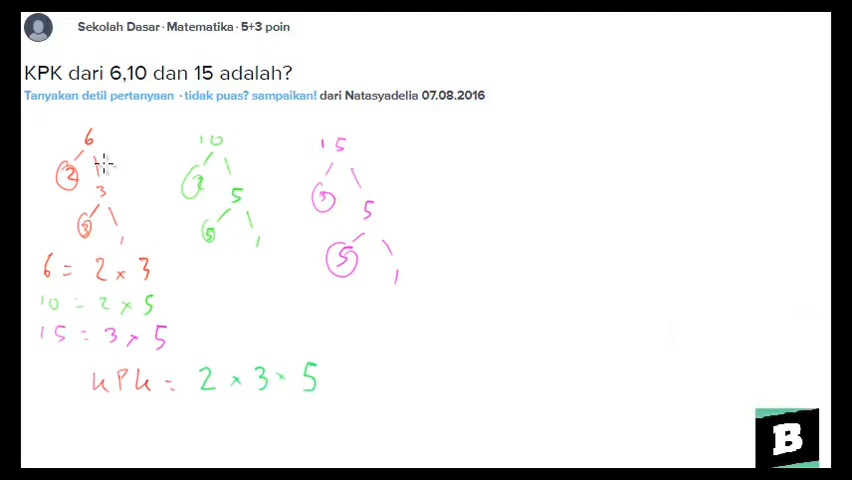 Sekolah Dasar · Matematika · 5+3 poin
KPK dari 6,10 dan 15 adalah?
Tanyakan detil pertanyaan · tidak puas? sampaikan! dari Natasyadelia 07.08.2016
6 10 15
2 3 2 5 3 5
3 1 5 1 5 1
6 = 2 × 3
10 = 2 × 5
15 = 3 × 5
KPK = 2 × 3 × 5
B